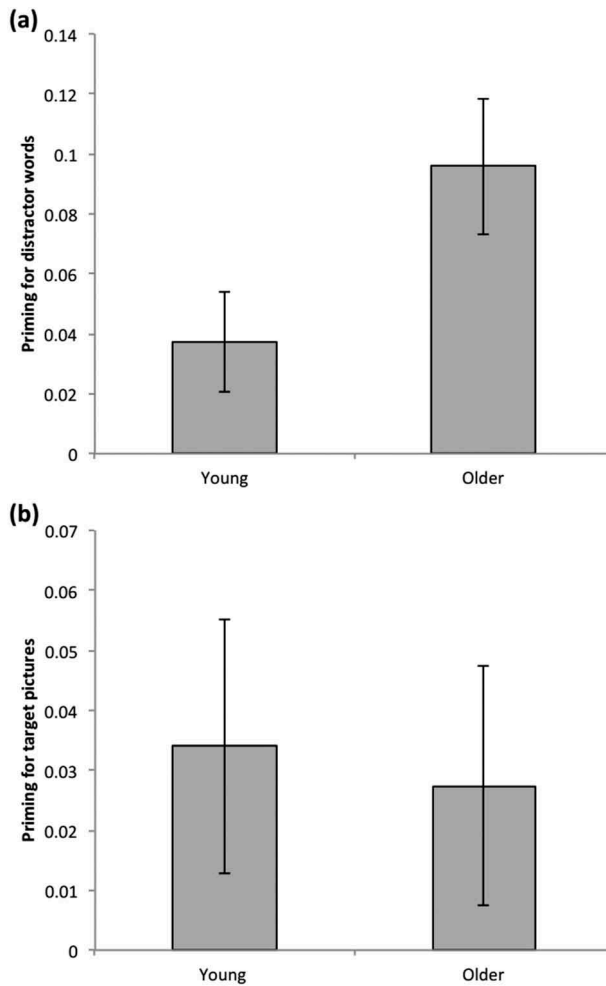 (a)
Priming for distractor words
0.14
0.12
0.1
0.08
0.06
0.04
0.02
0
Young Older
(b)
Priming for target pictures
0.07
0.06
0.05
0.04
0.03
0.02
0.01
0
Young Older